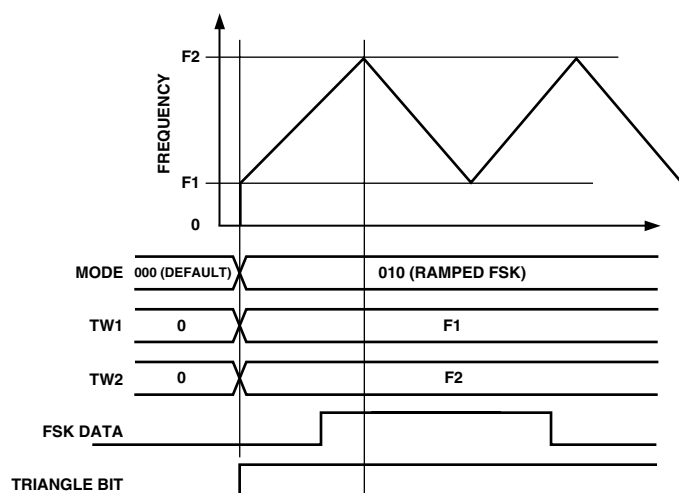 F2
FREQUENCY
F1
0
MODE 000 (DEFAULT) 010 (RAMPED FSK)
TW1 0 F1
TW2 0 F2
FSK DATA
TRIANGLE BIT